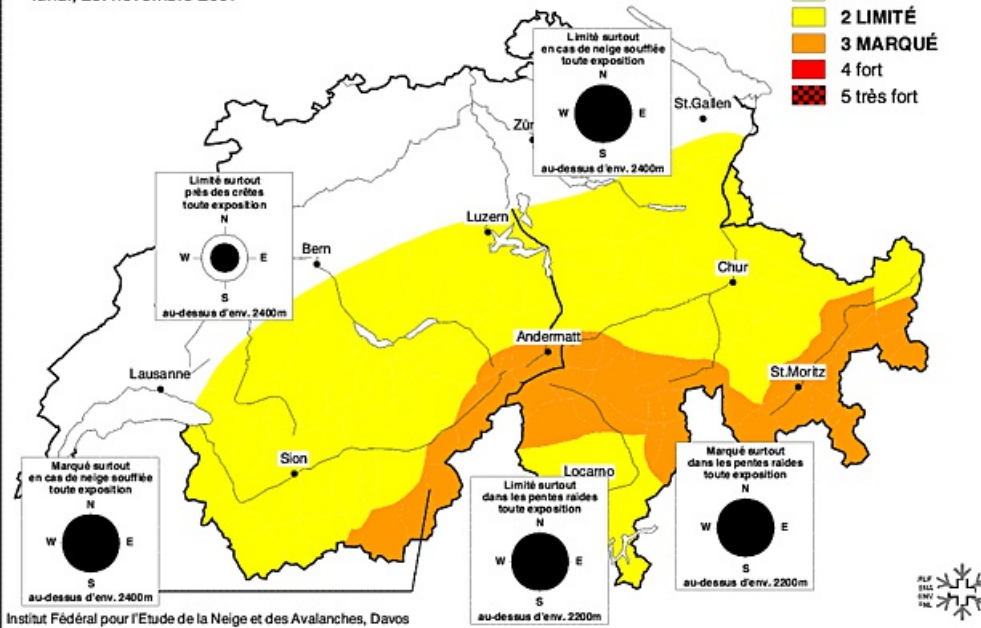 2 LIMITÉ
3 MARQUÉ
4 fort
5 très fort
Limité surtout
en cas de neige soufflée
toute exposition
N
W E
S
au-dessus d'env. 2400m
St.Gallen
Zür
Limité surtout
près des crêtes
toute exposition
N
W E
S
au-dessus d'env. 2400m
Luzern
Bern
Chur
Andermatt
Lausanne
St.Moritz
Sion
Locarno
Marqué surtout
en cas de neige soufflée
toute exposition
N
W E
S
au-dessus d'env. 2400m
Limité surtout
dans les pentes raides
toute exposition
N
W E
S
au-dessus d'env. 2200m
Marqué surtout
dans les pentes raides
toute exposition
N
W E
S
au-dessus d'env. 2200m
Institut Fédéral pour l'Etude de la Neige et des Avalanches, Davos